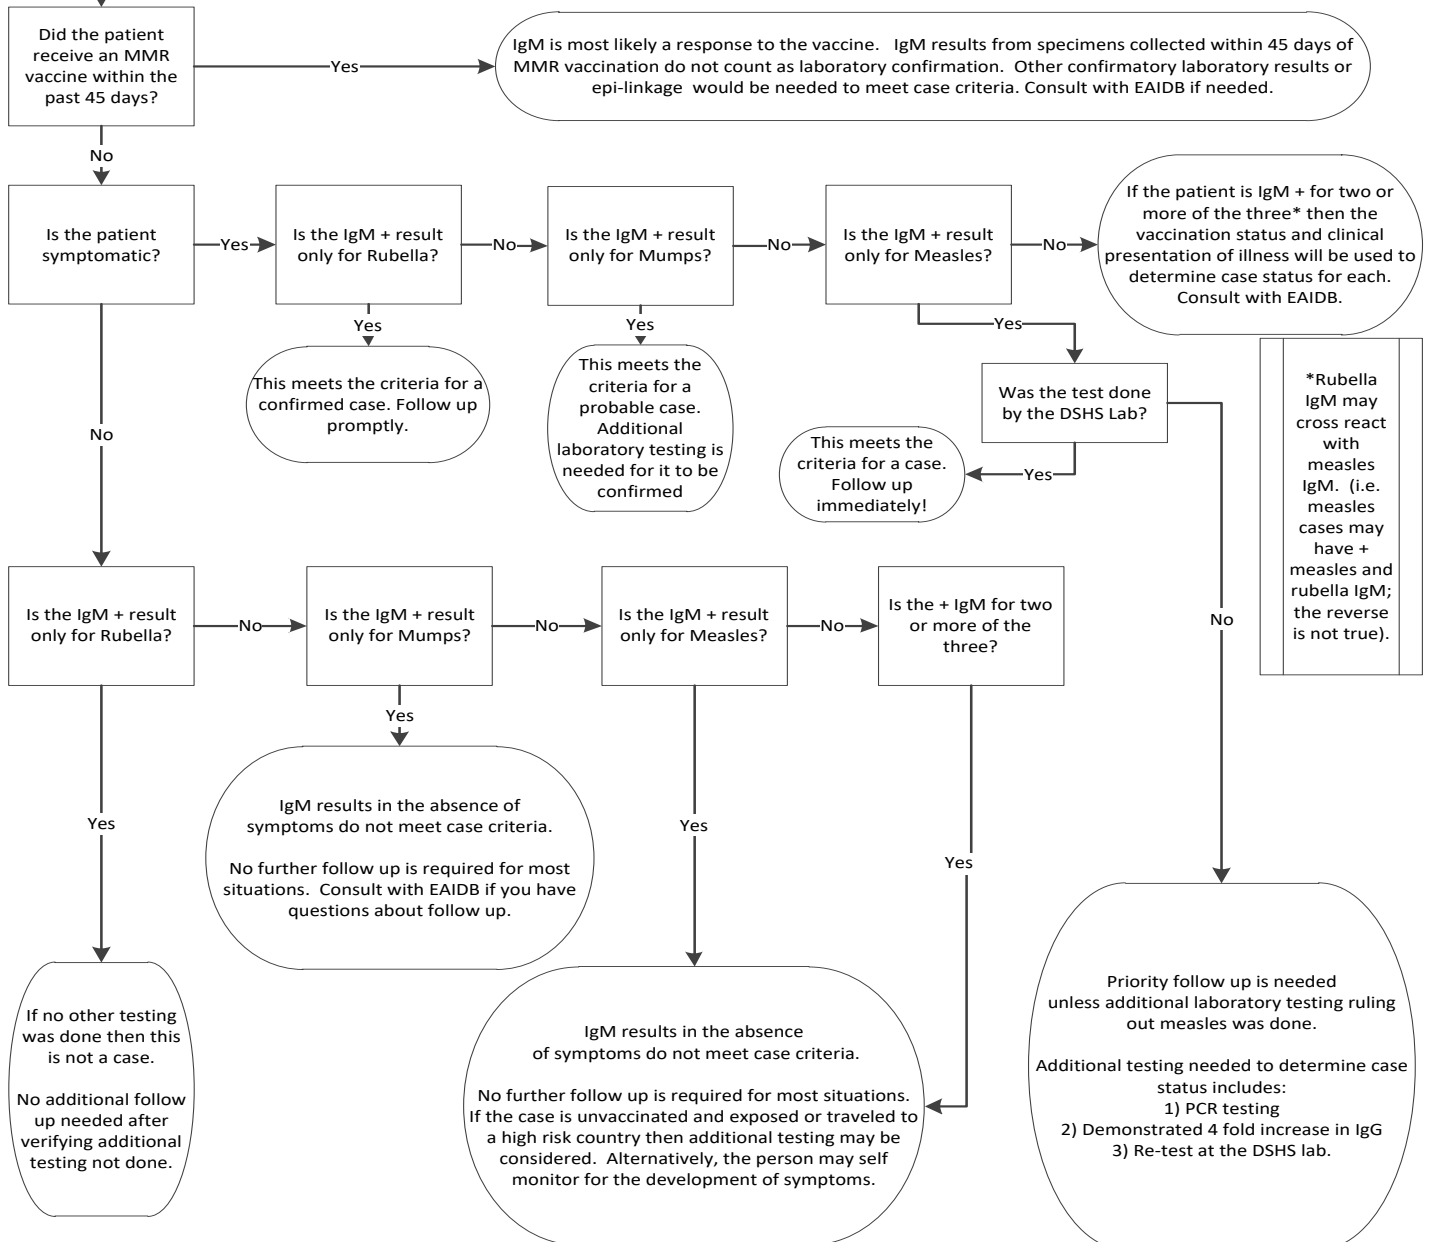 Did the patient
receive an MMR
vaccine within the
past 45 days?
Yes
IgM is most likely a response to the vaccine.   IgM results from specimens collected within 45 days of
MMR vaccination do not count as laboratory confirmation.  Other confirmatory laboratory results or
epi-linkage  would be needed to meet case criteria. Consult with EAIDB if needed.
No
Is the patient
symptomatic?
Yes
Is the IgM + result
only for Rubella?
No
Is the IgM + result
only for Mumps?
No
Is the IgM + result
only for Measles?
No
If the patient is IgM + for two or
more of the three* then the
vaccination status and clinical
presentation of illness will be used to
determine case status for each.
Consult with EAIDB.
Yes
This meets the criteria for a
confirmed case. Follow up
promptly.
Yes
This meets the
criteria for a
probable case.
Additional
laboratory testing is
needed for it to be
confirmed
Yes
Was the test done
by the DSHS Lab?
Yes
This meets the
criteria for a case.
Follow up
immediately!
*Rubella
IgM may
cross react
with
measles
IgM.  (i.e.
measles
cases may
have +
measles and
rubella IgM;
the reverse
is not true).
No
No
Is the IgM + result
only for Rubella?
No
Is the IgM + result
only for Mumps?
No
Is the IgM + result
only for Measles?
No
Is the + IgM for two
or more of the
three?
Yes
If no other testing
was done then this
is not a case.
No additional follow
up needed after
verifying additional
testing not done.
Yes
IgM results in the absence of
symptoms do not meet case criteria.
No further follow up is required for most
situations.  Consult with EAIDB if you have
questions about follow up.
Yes
Yes
IgM results in the absence
of symptoms do not meet case criteria.
No further follow up is required for most situations.
If the case is unvaccinated and exposed or traveled to
a high risk country then additional testing may be
considered.  Alternatively, the person may self
monitor for the development of symptoms.
Priority follow up is needed
unless additional laboratory testing ruling
out measles was done.
Additional testing needed to determine case
status includes:
1) PCR testing
2) Demonstrated 4 fold increase in IgG
3) Re-test at the DSHS lab.